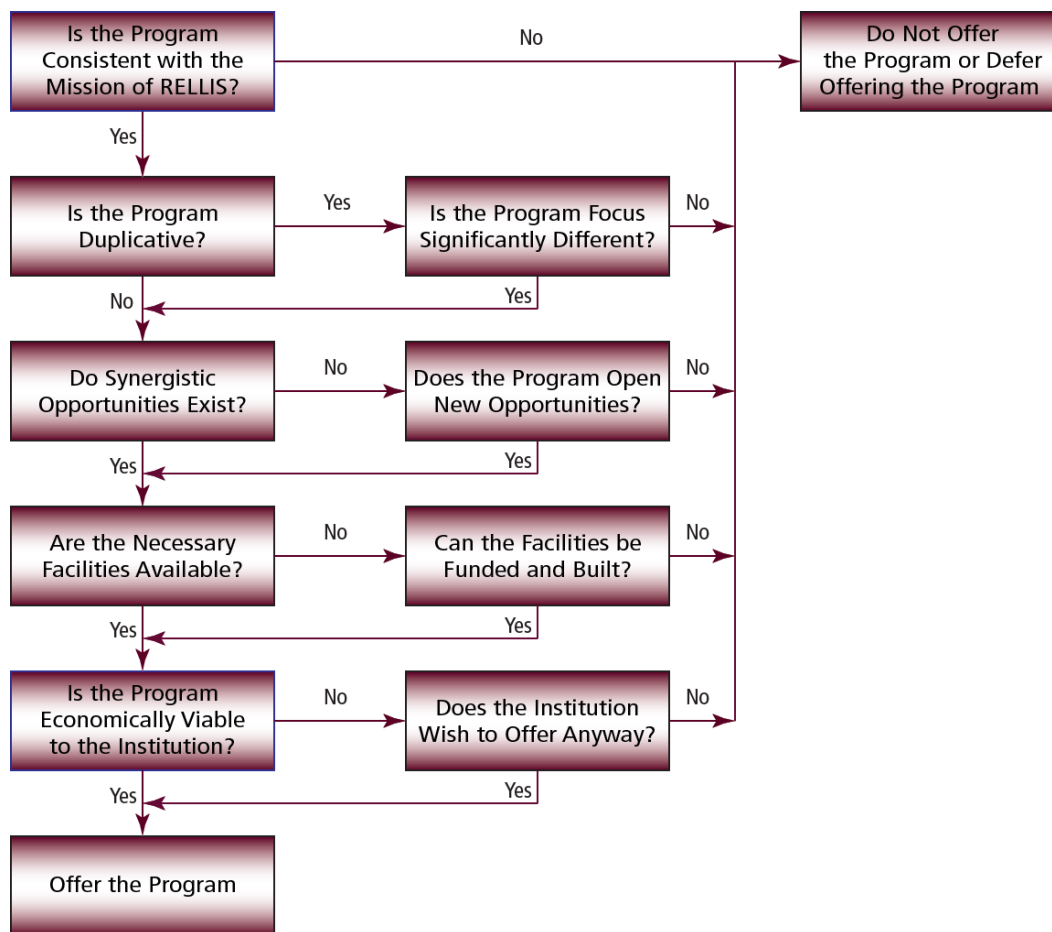 Is the Program
Consistent with the
Mission of RELLIS?
No
Do Not Offer
the Program or Defer
Offering the Program
Yes
Is the Program
Duplicative?
Yes
Is the Program Focus
Significantly Different?
No
No
Yes
Do Synergistic
Opportunities Exist?
No
Does the Program Open
New Opportunities?
No
Yes
Yes
Are the Necessary
Facilities Available?
No
Can the Facilities be
Funded and Built?
No
Yes
Yes
Is the Program
Economically Viable
to the Institution?
No
Does the Institution
Wish to Offer Anyway?
No
Yes
Yes
Offer the Program